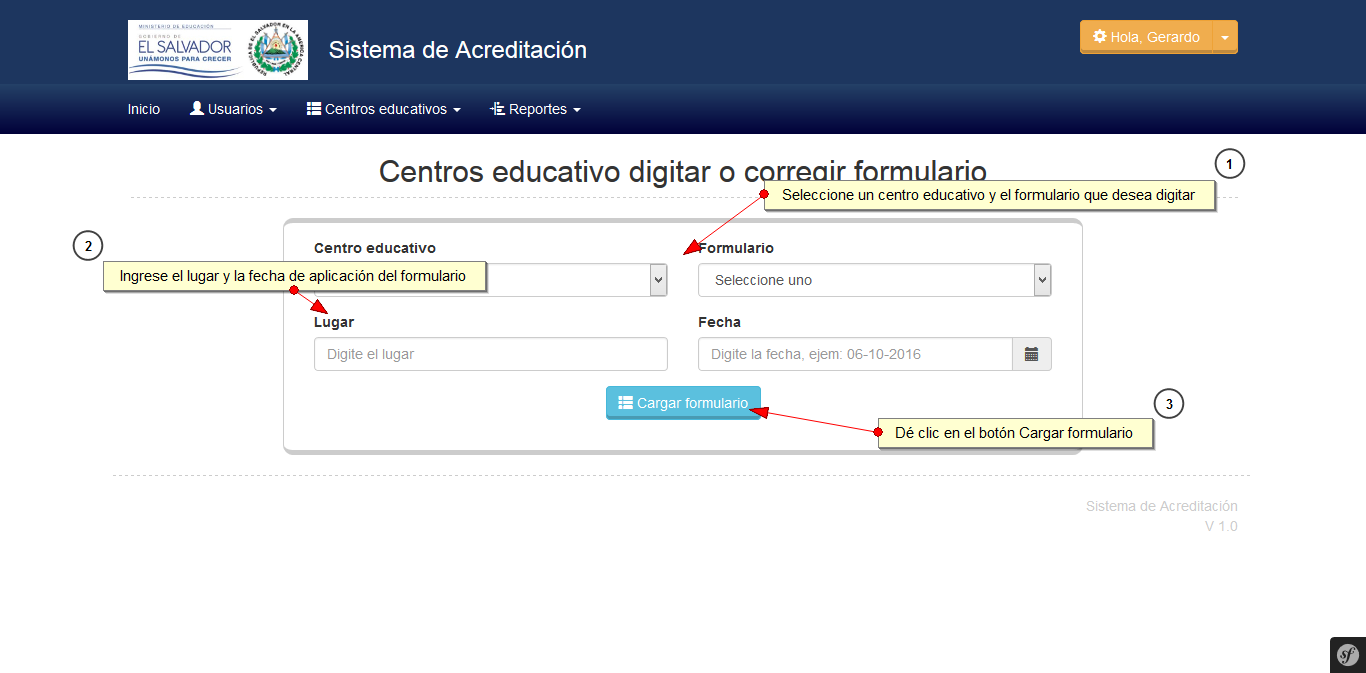 MINISTERIO DE EDUCACIÓN
GOBIERNO DE
EL SALVADOR
UNÁMONOS PARA CRECER
REPÚBLICA DE EL SALVADOR EN LA AMÉRICA CENTRAL
Sistema de Acreditación
Hola, Gerardo
Inicio
Usuarios
Centros educativos
Reportes
Centros educativo digitar o corregir formulario
1
Seleccione un centro educativo y el formulario que desea digitar
2
Centro educativo
Formulario
Ingrese el lugar y la fecha de aplicación del formulario
Seleccione uno
Lugar
Fecha
Digite el lugar
Digite la fecha, ejem: 06-10-2016
Cargar formulario
3
Dé clic en el botón Cargar formulario
Sistema de Acreditación
V 1.0
sf